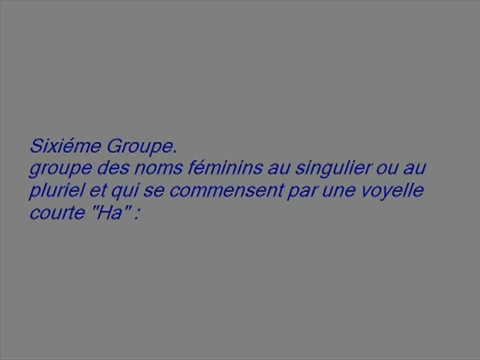 Sixiéme Groupe.
groupe des noms féminins au singulier ou au
pluriel et qui se commensent par une voyelle
courte "Ha" :